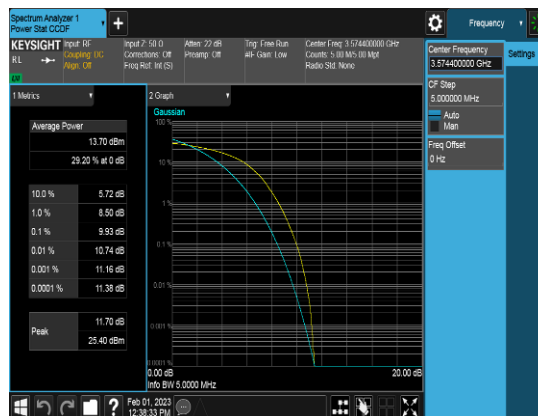 Spectrum Analyzer 1
Power Stat CCDF
Frequency
KEYSIGHT
RL
Input: RF
Coupling: DC
Align: Off
Input Z: 50 Ω
Corrections: Off
Freq Ref: Int (S)
Atten: 22 dB
Preamp: Off
Trig: Free Run
#IF Gain: Low
Center Freq: 3.574400000 GHz
Counts: 5.00 M/5.00 Mpt
Radio Std: None
Center Frequency
3.574400000 GHz
Settings
CF Step
5.000000 MHz
Auto
Man
Freq Offset
0 Hz
1 Metrics
Average Power
13.70 dBm
29.20 % at 0 dB
10.0 % 5.72 dB
1.0 % 8.50 dB
0.1 % 9.93 dB
0.01 % 10.74 dB
0.001 % 11.16 dB
0.0001 % 11.38 dB
Peak
11.70 dB
25.40 dBm
2 Graph
Gaussian
100 %
10 %
1 %
0.1 %
0.01 %
0.001 %
0.0001 %
0.00 dB
20.00 dB
Info BW 5.0000 MHz
Feb 01, 2023
12:38:33 PM